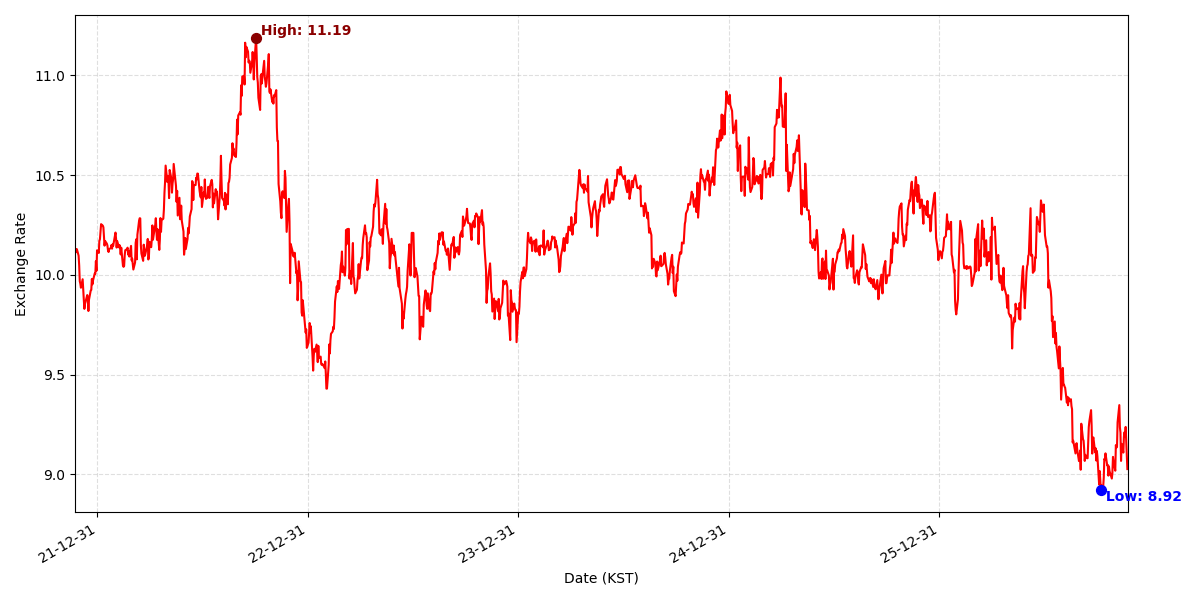 High: 11.19
11.0
10.5
10.0
9.5
9.0
Exchange Rate
Low: 8.92
21-12-31
22-12-31
23-12-31
24-12-31
25-12-31
Date (KST)